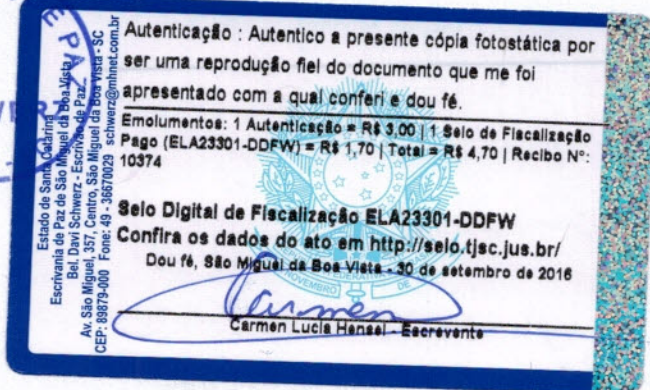 Estado de Santa Catarina
Escrivania de Paz de São Miguel da Boa Vista
Bel. Davi Schwerz - Escrivão de Paz
Av. São Miguel, 357, Centro, São Miguel da Boa Vista - SC
CEP: 89879-000 Fone: 49 - 36670029 schwerz@mhnet.com.br
Autenticação : Autentico a presente cópia fotostática por
ser uma reprodução fiel do documento que me foi
apresentado com a qual conferi e dou fé.
Emolumentos: 1 Autenticação = R$ 3,00 | 1 Selo de Fiscalização
Pago (ELA23301-DDFW) = R$ 1,70 | Total = R$ 4,70 | Recibo Nº:
10374
Selo Digital de Fiscalização ELA23301-DDFW
Confira os dados do ato em http://selo.tjsc.jus.br/
Dou fé, São Miguel da Boa Vista - 30 de setembro de 2016
Carmen
Carmen Lucia Hensel - Escrevente
E PAZ
NOVEMBRO DE